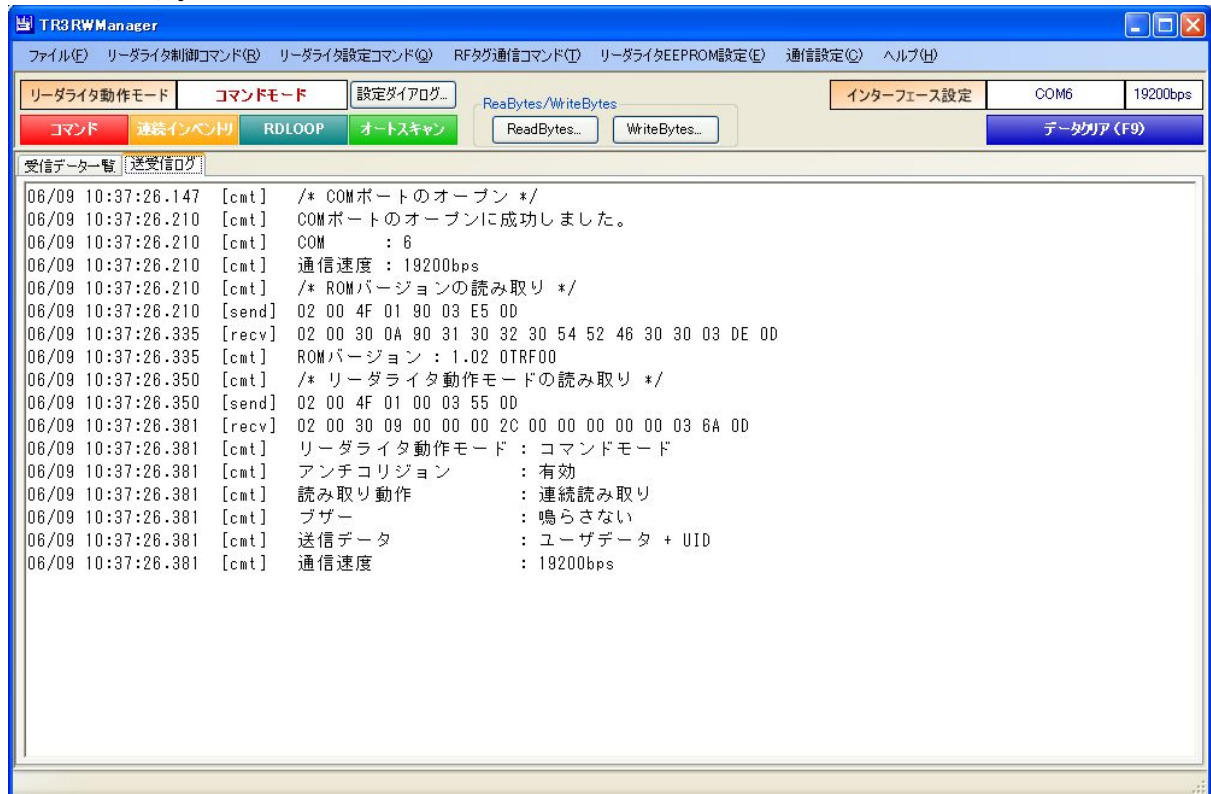 TR3RWManager
ファイル(F) リーダライタ制御コマンド(R) リーダライタ設定コマンド(Q) RFタグ通信コマンド(T) リーダライタEEPROM設定(E) 通信設定(C) ヘルプ(H)
リーダライタ動作モード コマンドモード 設定ダイアログ... ReaBytes/WriteBytes インターフェース設定 COM6 19200bps
コマンド 連続インベントリ RDLOOP オートスキャン ReadBytes... WriteBytes... データクリア(F9)
受信データ一覧 送受信ログ
06/09 10:37:26.147 [cmt] /* COMポートのオープン */
06/09 10:37:26.210 [cmt] COMポートのオープンに成功しました。
06/09 10:37:26.210 [cmt] COM : 6
06/09 10:37:26.210 [cmt] 通信速度 : 19200bps
06/09 10:37:26.210 [cmt] /* ROMバージョンの読み取り */
06/09 10:37:26.210 [send] 02 00 4F 01 90 03 E5 0D
06/09 10:37:26.335 [recv] 02 00 30 0A 90 31 30 32 30 54 52 46 30 30 03 DE 0D
06/09 10:37:26.335 [cmt] ROMバージョン : 1.02 0TRF00
06/09 10:37:26.350 [cmt] /* リーダライタ動作モードの読み取り */
06/09 10:37:26.350 [send] 02 00 4F 01 00 03 55 0D
06/09 10:37:26.381 [recv] 02 00 30 09 00 00 00 2C 00 00 00 00 00 03 6A 0D
06/09 10:37:26.381 [cmt] リーダライタ動作モード : コマンドモード
06/09 10:37:26.381 [cmt] アンチコリジョン : 有効
06/09 10:37:26.381 [cmt] 読み取り動作 : 連続読み取り
06/09 10:37:26.381 [cmt] ブザー : 鳴らさない
06/09 10:37:26.381 [cmt] 送信データ : ユーザデータ + UID
06/09 10:37:26.381 [cmt] 通信速度 : 19200bps